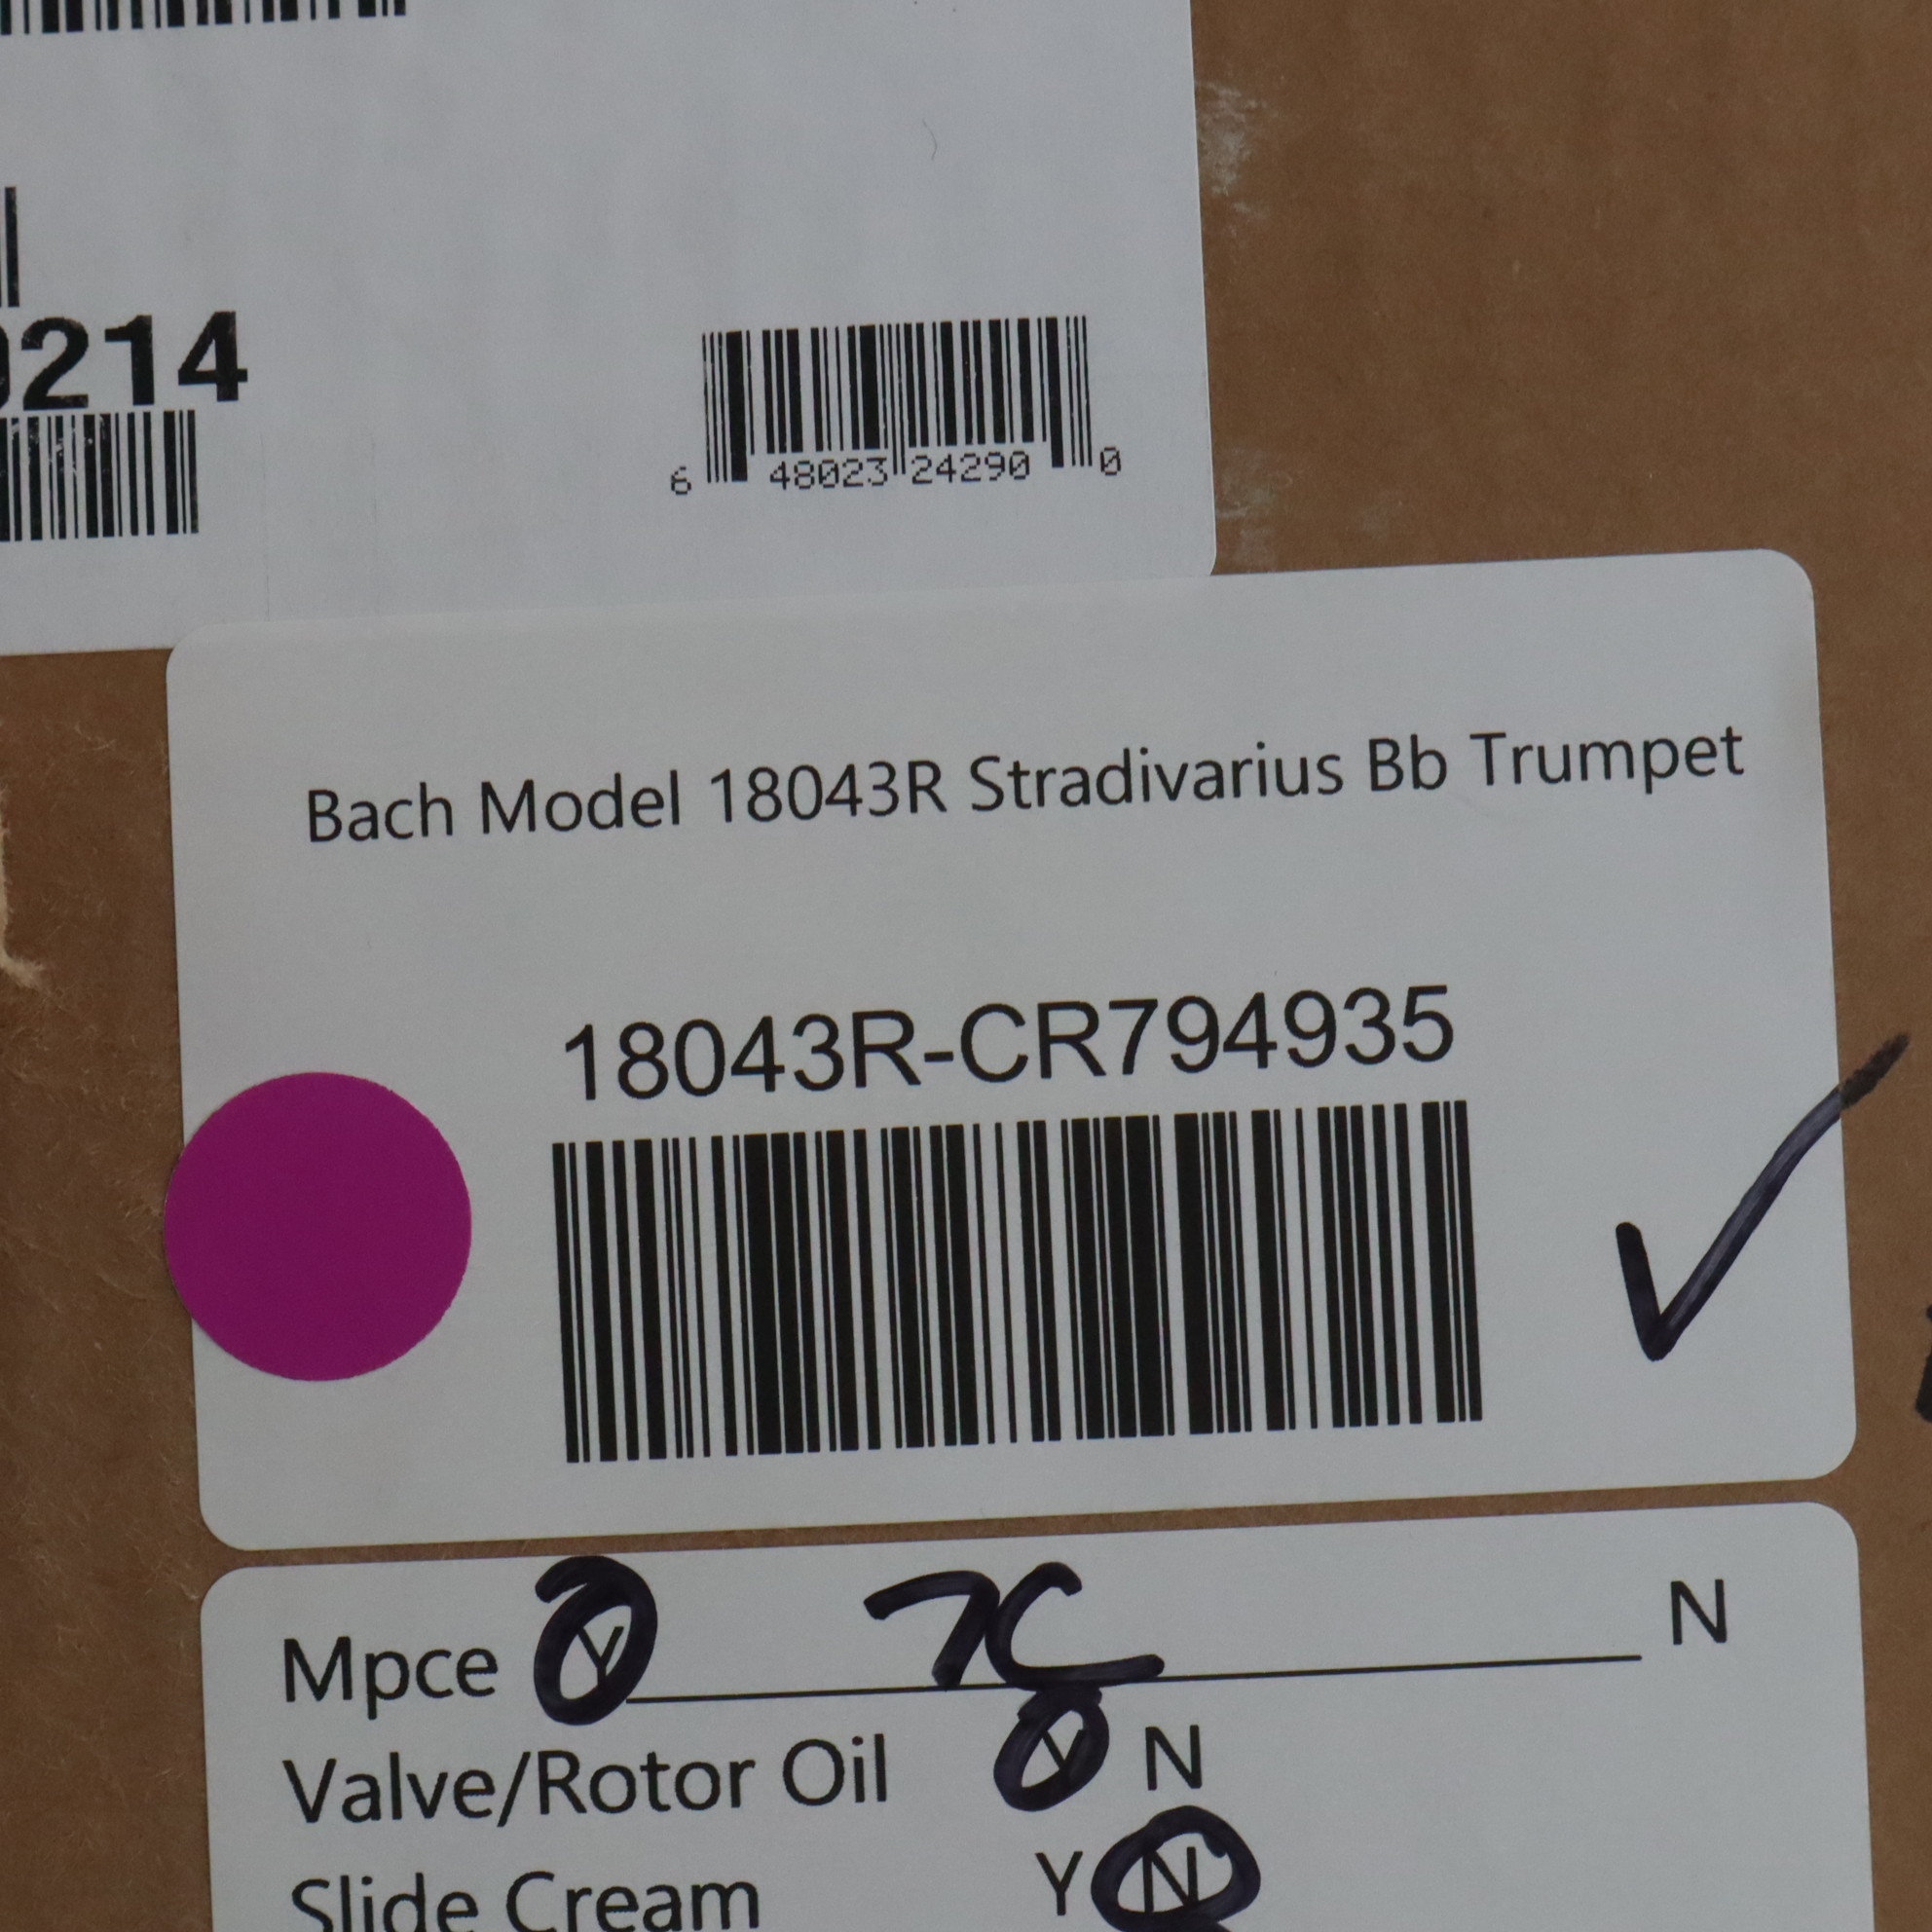 0214
6 48023 24290 0
Bach Model 18043R Stradivarius Bb Trumpet
18043R-CR794935
Mpce Y 7C N
Valve/Rotor Oil Y N
Slide Cream Y N